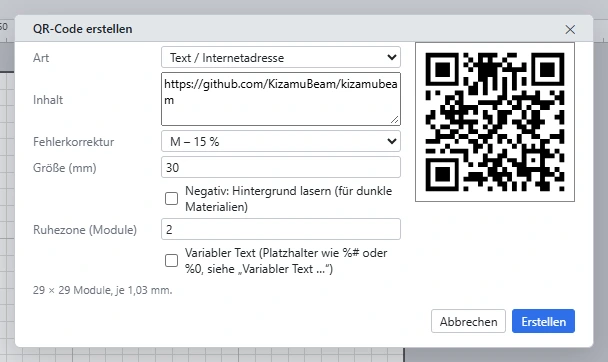 50
QR-Code erstellen
Art
Text / Internetadresse
Inhalt
https://github.com/KizamuBeam/kizamubea
m
Fehlerkorrektur
M – 15 %
Größe (mm)
30
Negativ: Hintergrund lasern (für dunkle
Materialien)
Ruhezone (Module)
2
Variabler Text (Platzhalter wie %# oder
%0, siehe „Variabler Text ...“)
29 × 29 Module, je 1,03 mm.
Abbrechen
Erstellen